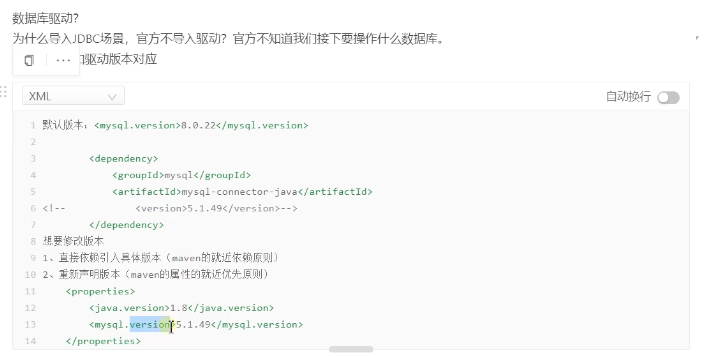 数据库驱动？
为什么导入JDBC场景，官方不导入驱动？官方不知道我们接下要操作什么数据库。
驱动版本对应
XML
自动换行
1 默认版本：<mysql.version>8.0.22</mysql.version>
2
3 <dependency>
4 <groupId>mysql</groupId>
5 <artifactId>mysql-connector-java</artifactId>
6 <!-- <version>5.1.49</version>-->
7 </dependency>
8 想要修改版本
9 1、直接依赖引入具体版本（maven的就近依赖原则）
10 2、重新声明版本（maven的属性的就近优先原则）
11 <properties>
12 <java.version>1.8</java.version>
13 <mysql.version>5.1.49</mysql.version>
14 </properties>